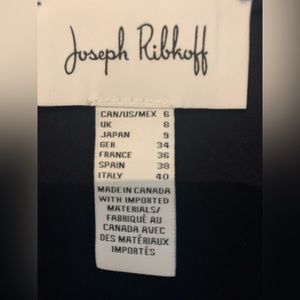 Joseph Ribkoff
CAN/US/MEX 6
UK 8
JAPAN 9
GER 34
FRANCE 36
SPAIN 38
ITALY 40
MADE IN CANADA
WITH IMPORTED
MATERIALS/
FABRIQUÉ AU
CANADA AVEC
DES MATÉRIAUX
IMPORTÉS